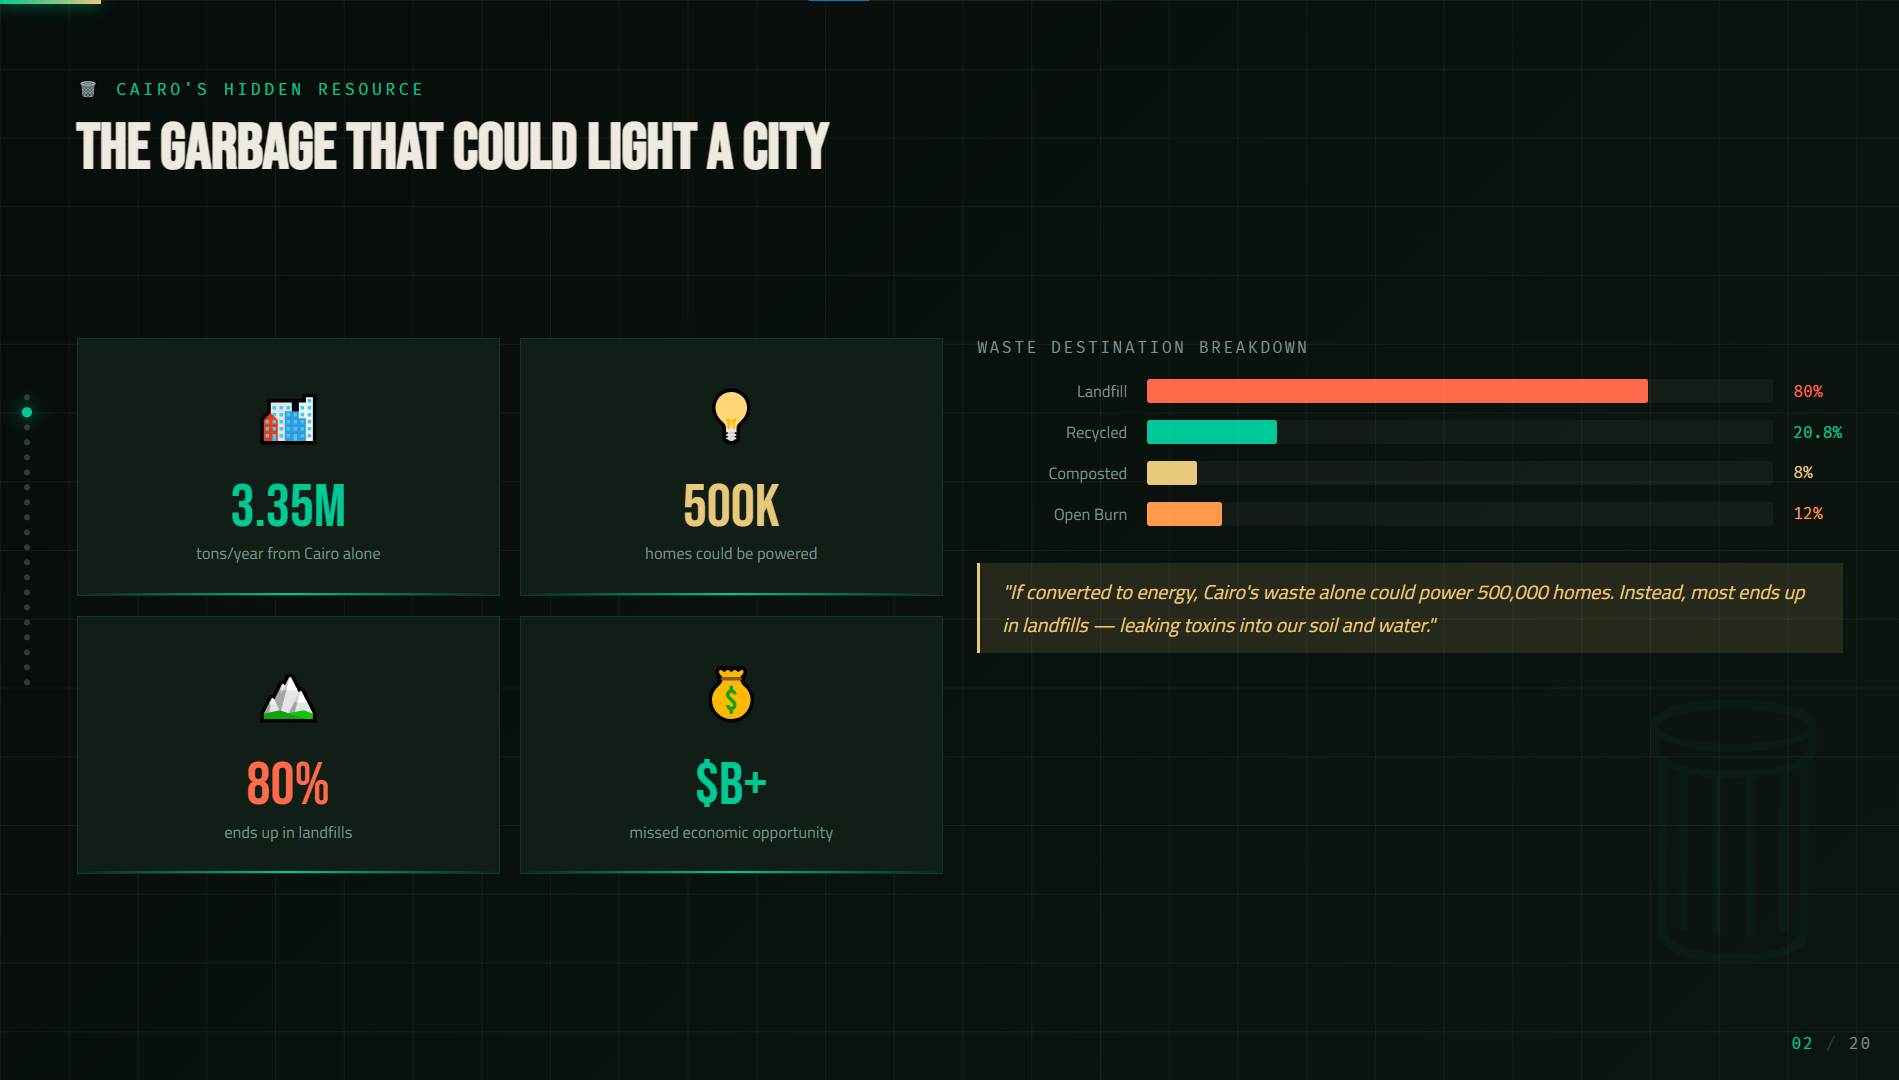 CAIRO'S HIDDEN RESOURCE
THE GARBAGE THAT COULD LIGHT A CITY
3.35M
tons/year from Cairo alone
500K
homes could be powered
80%
ends up in landfills
$B+
missed economic opportunity
WASTE DESTINATION BREAKDOWN
Landfill 80%
Recycled 20.8%
Composted 8%
Open Burn 12%
"If converted to energy, Cairo's waste alone could power 500,000 homes. Instead, most ends up
in landfills — leaking toxins into our soil and water."
02 / 20